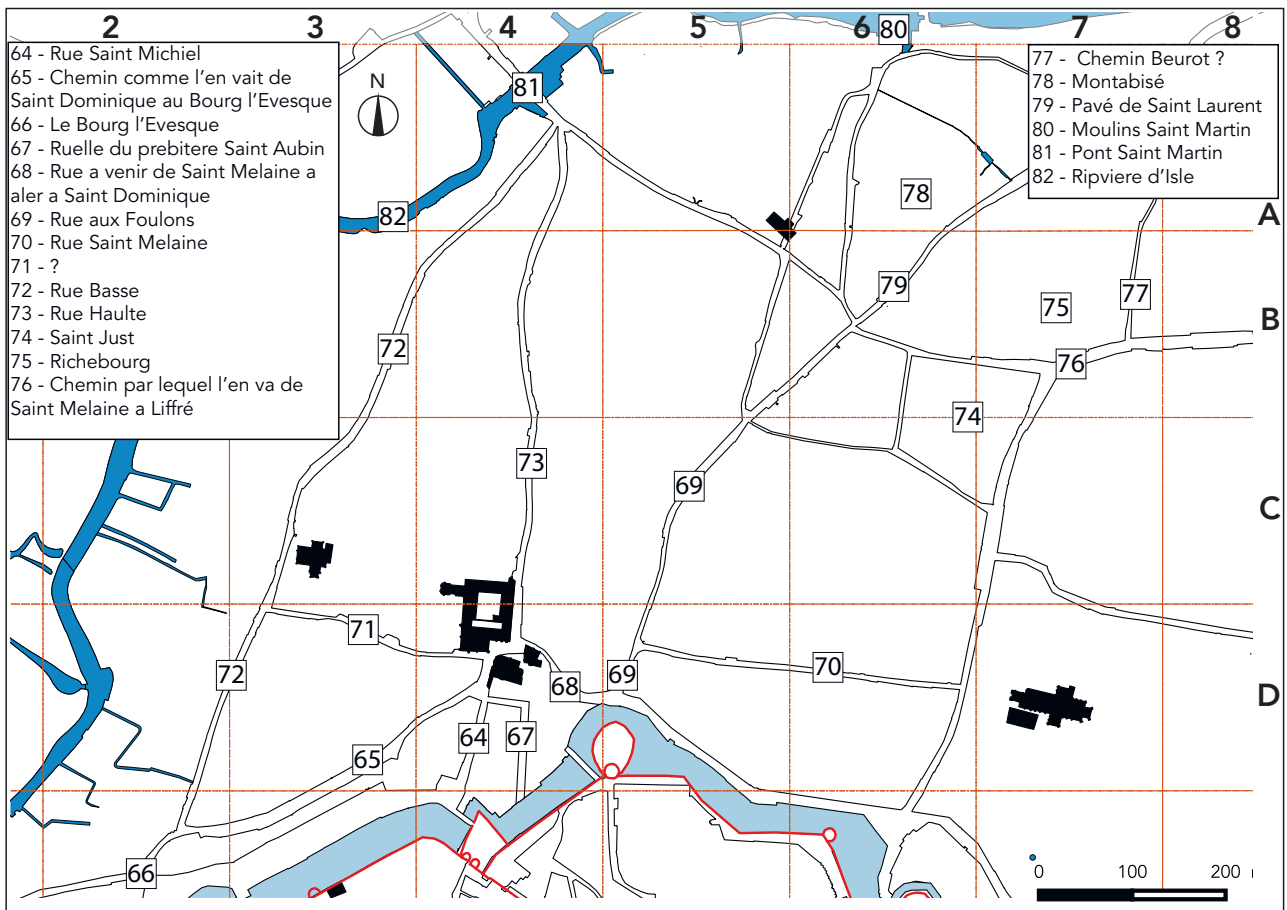 2 3 4 5 6 7 8
64 - Rue Saint Michiel
65 - Chemin comme l'en vait de
Saint Dominique au Bourg l'Evesque
66 - Le Bourg l'Evesque
67 - Ruelle du prebitere Saint Aubin
68 - Rue a venir de Saint Melaine a
aler a Saint Dominique
69 - Rue aux Foulons
70 - Rue Saint Melaine
71 - ?
72 - Rue Basse
73 - Rue Haulte
74 - Saint Just
75 - Richebourg
76 - Chemin par lequel l'en va de
Saint Melaine a Liffré
77 - Chemin Beurot ?
78 - Montabisé
79 - Pavé de Saint Laurent
80 - Moulins Saint Martin
81 - Pont Saint Martin
82 - Ripviere d'Isle
N
80
81
78
82
A
79
75
77
B
72
76
74
73
69
C
71
72
69
70
68
D
64
67
65
66
0 100 200